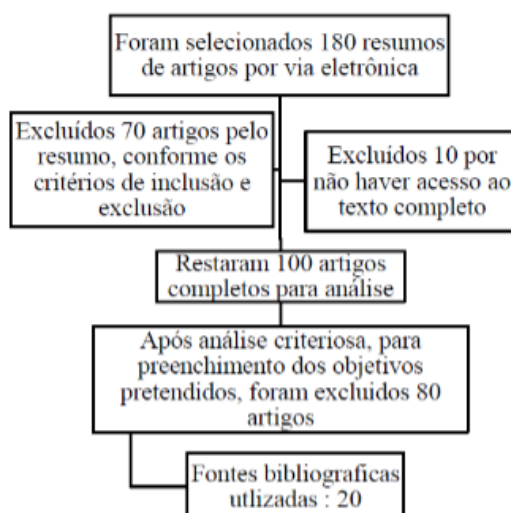 Foram selecionados 180 resumos
de artigos por via eletrônica
Excluídos 70 artigos pelo
resumo, conforme os
critérios de inclusão e
exclusão
Excluídos 10 por
não haver acesso ao
texto completo
Restaram 100 artigos
completos para análise
Após análise criteriosa, para
preenchimento dos objetivos
pretendidos, foram excluidos 80
artigos
Fontes bibliograficas
utlizadas : 20